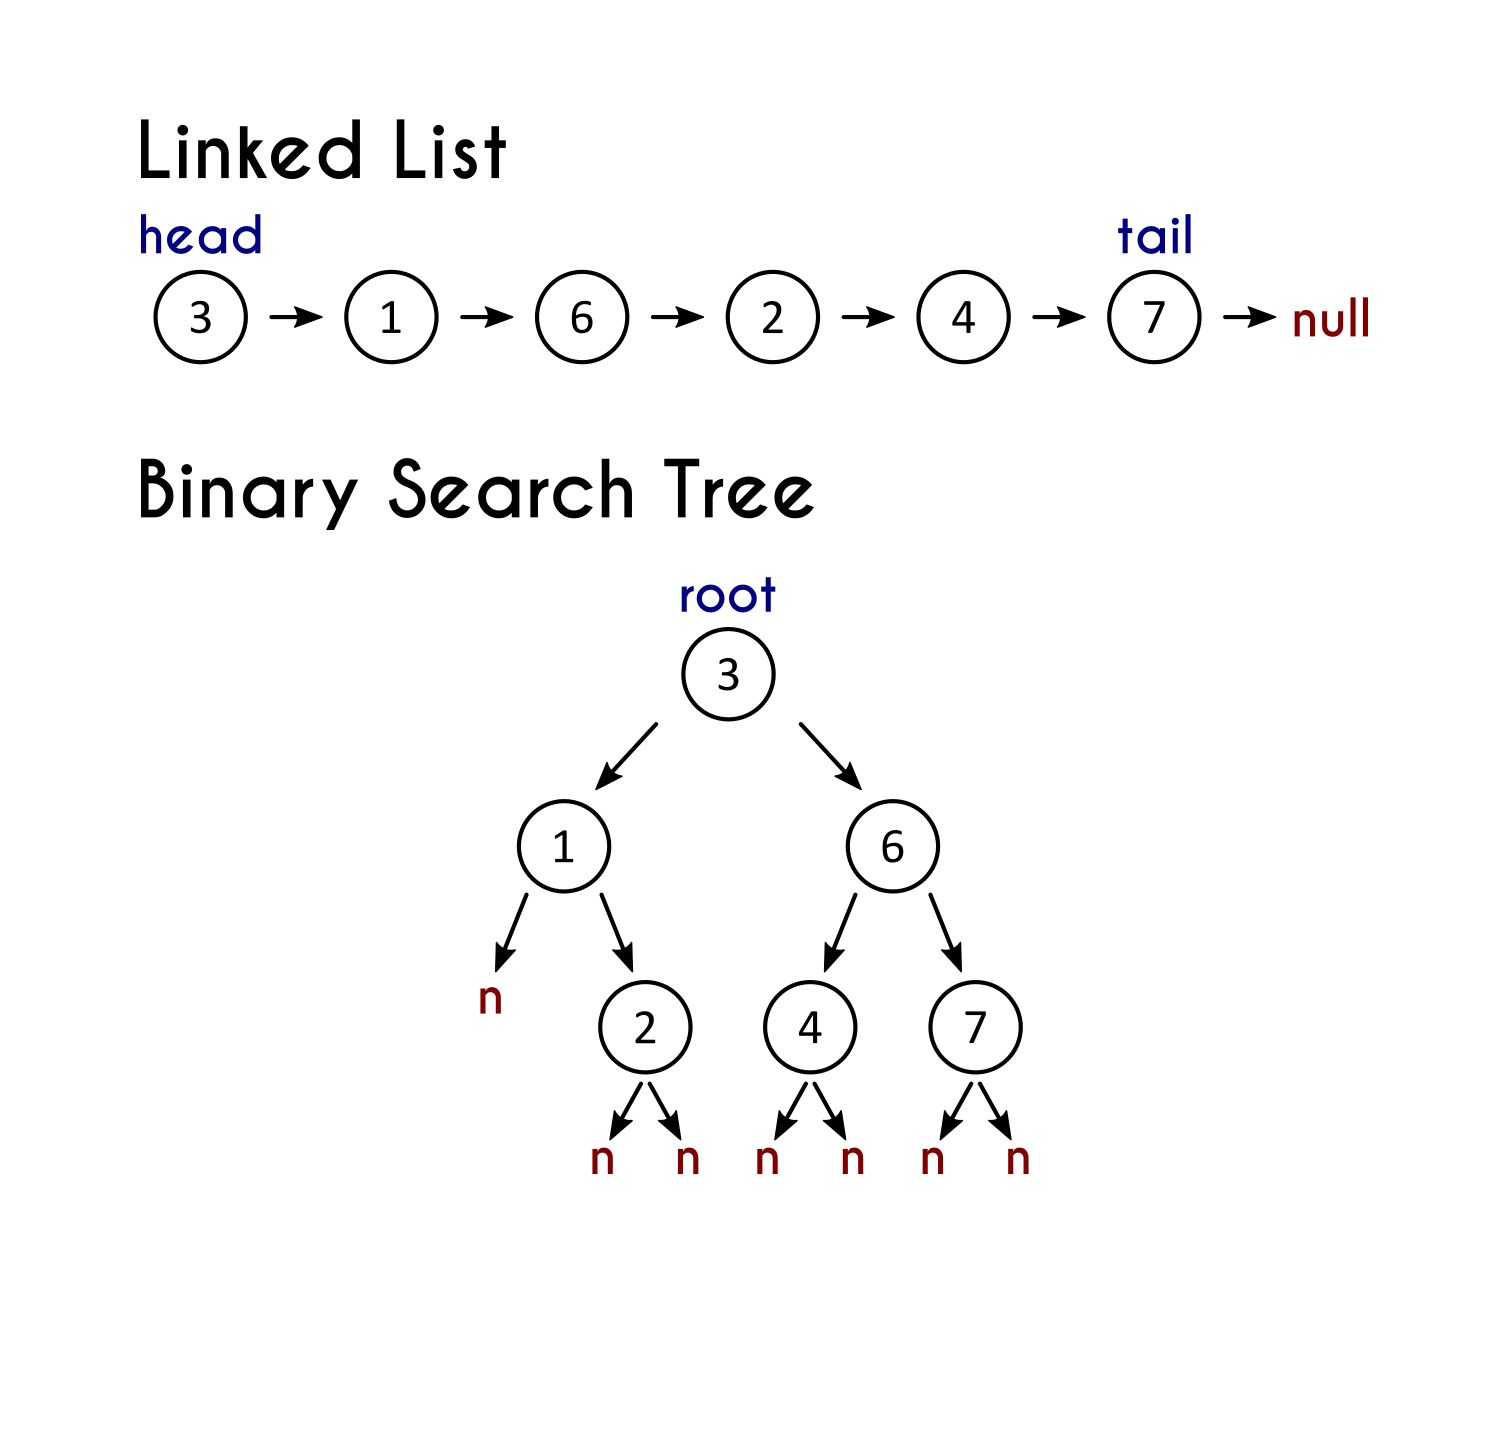 Linked List
head tail
3 1 6 2 4 7 null
Binary Search Tree
root
3
1 6
n 2 4 7
n n n n n n